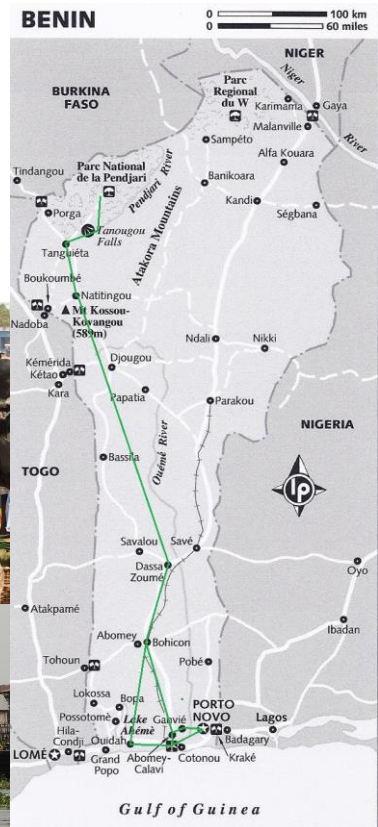 BENIN
0 100 km
0 60 miles
NIGER
BURKINA
FASO
Parc
Regional
du W
Niger
River
Karimama
Gaya
Malanville
Sampéto
Alfa Kouara
Parc National
de la Pendjari
Pendjari River
Tindangou
Banikoara
Porga
Tanougou
Falls
Atakora Mountains
Kandi
Ségbana
Tanguiéta
Boukoumbé
Natitingou
Mt Kossou-
Kovangou
(589m)
Nadoba
Ndali
Nikki
Kémérida
Kétao
Kara
Djougou
Papatia
Parakou
Ouémé River
NIGERIA
TOGO
Bassila
lp
Savalou
Savé
Dassa
Zoumé
Oyo
Atakpamé
Abomey
Bohicon
Ibadan
Tohoun
Pobé
Lokossa
Bopa
Possotomè
Lake
Ahémè
Ganvié
PORTO
NOVO
Lagos
Hila-
Condji
Ouidah
Badagary
LOMÉ
Grand
Popo
Abomey-
Calavi
Cotonou
Kraké
Gulf of Guinea